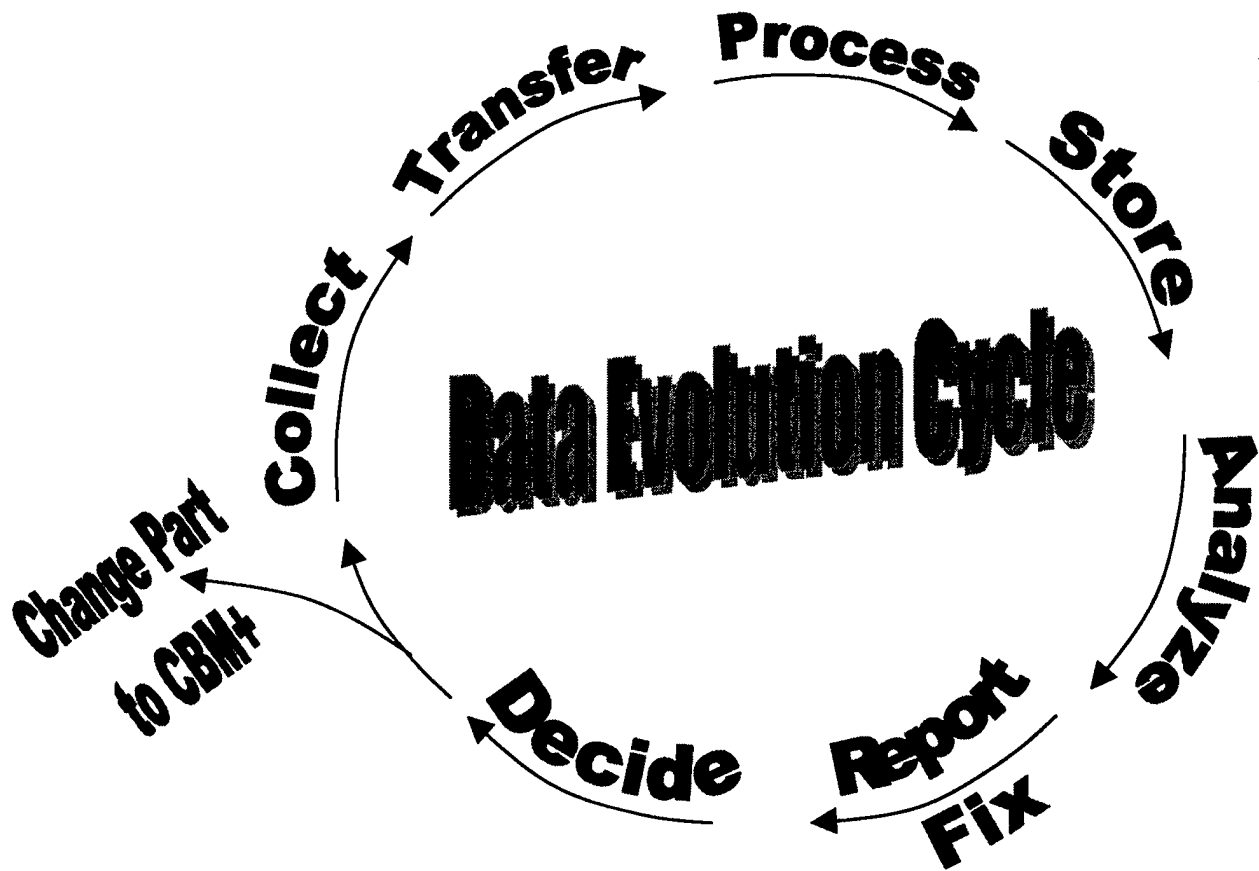 Process
Transfer
Store
Collect
Data Evolution Cycle
Analyze
Change Part
to CBM+
Decide
Report
Fix